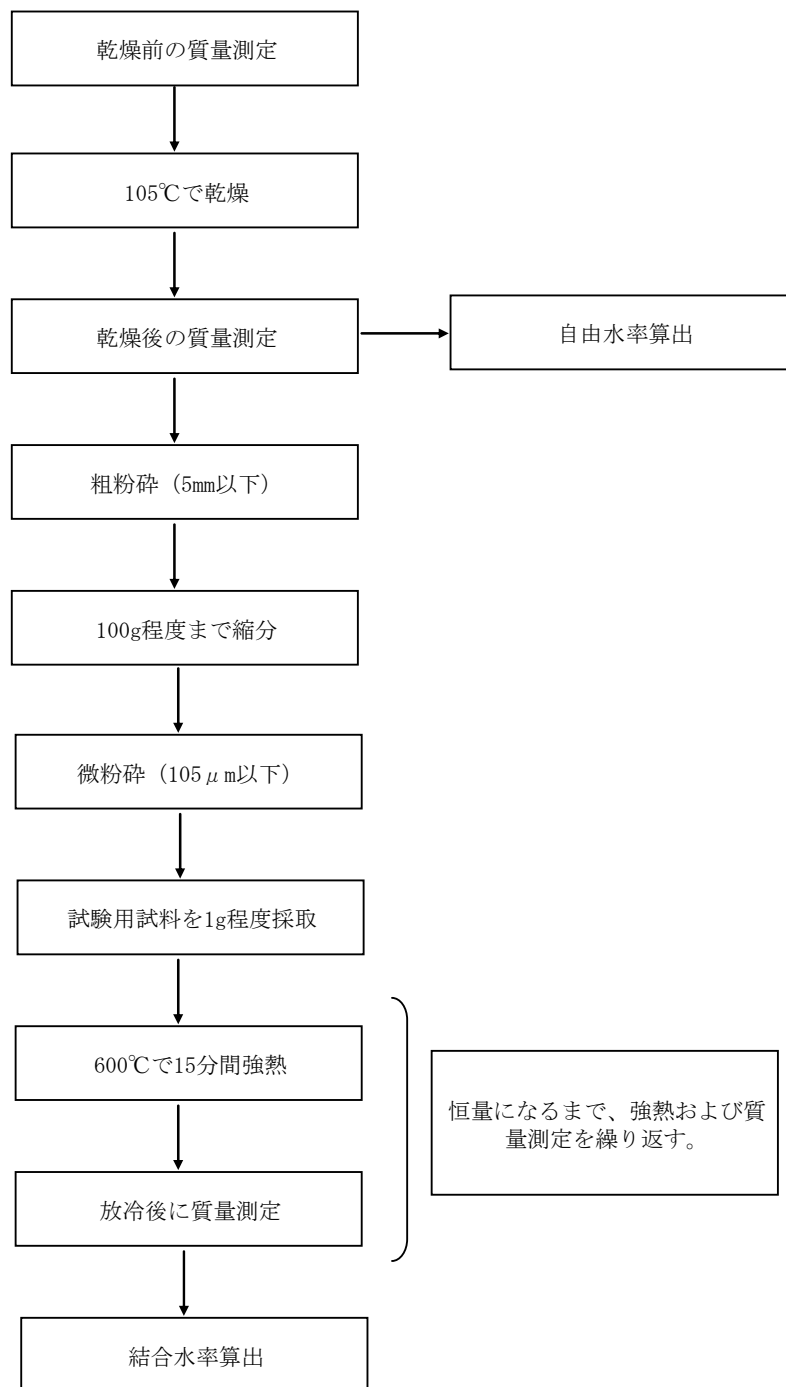 乾燥前の質量測定
105℃で乾燥
乾燥後の質量測定
自由水率算出
粗粉砕（5mm以下）
100g程度まで縮分
微粉砕（105μm以下）
試験用試料を1g程度採取
600℃で15分間強熱
恒量になるまで、強熱および質
量測定を繰り返す。
放冷後に質量測定
結合水率算出